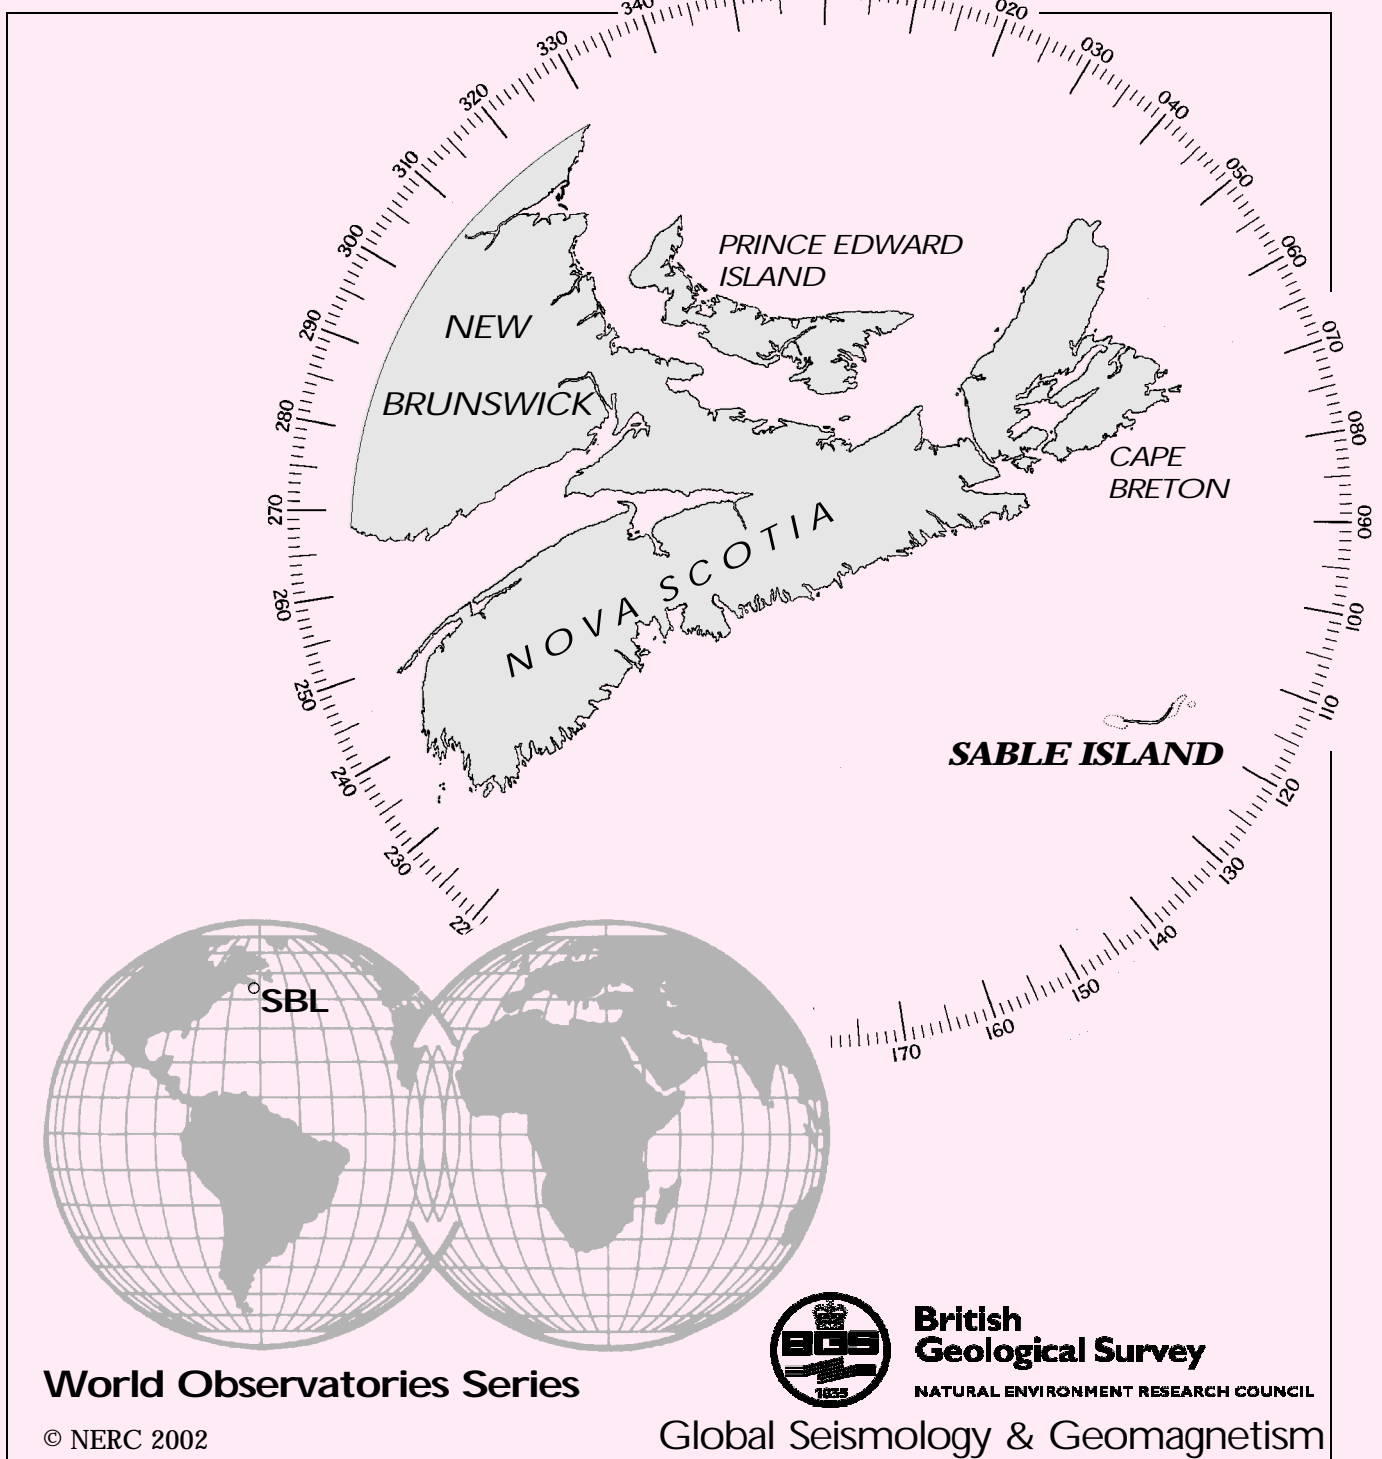 340
020
330
030
320
040
310
050
300
060
290
070
280
080
270
090
260
100
250
110
240
120
230
130
22
140
150
160
170
PRINCE EDWARD
ISLAND
NEW
BRUNSWICK
CAPE
BRETON
NOVA SCOTIA
SABLE ISLAND
SBL
BGS
1835
British
Geological Survey
NATURAL ENVIRONMENT RESEARCH COUNCIL
World Observatories Series
© NERC 2002
Global Seismology & Geomagnetism